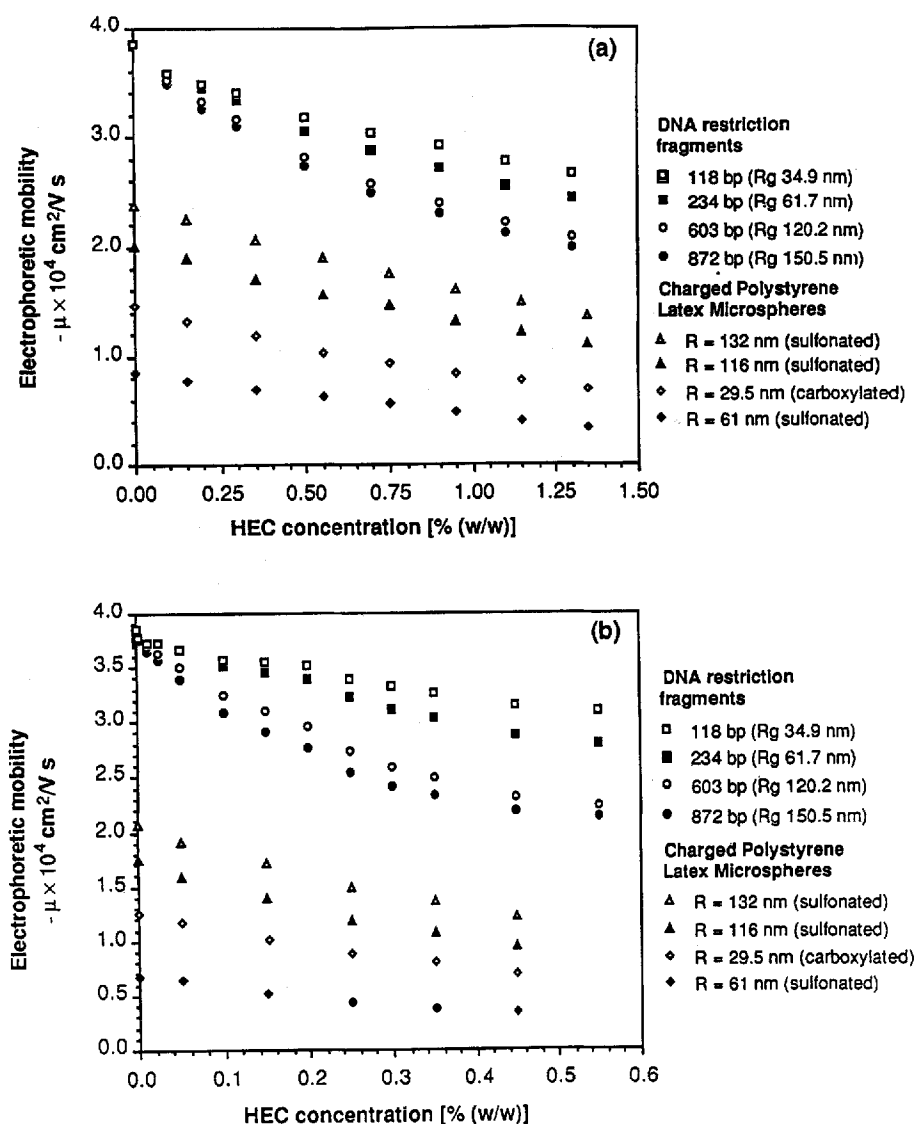 (a)
Electrophoretic mobility
- μ × 10⁴ cm²/V s
4.0
3.0
2.0
1.0
0.0
0.00 0.25 0.50 0.75 1.00 1.25 1.50
HEC concentration [% (w/w)]
DNA restriction
fragments
118 bp (Rg 34.9 nm)
234 bp (Rg 61.7 nm)
603 bp (Rg 120.2 nm)
872 bp (Rg 150.5 nm)
Charged Polystyrene
Latex Microspheres
R = 132 nm (sulfonated)
R = 116 nm (sulfonated)
R = 29.5 nm (carboxylated)
R = 61 nm (sulfonated)
(b)
Electrophoretic mobility
- μ × 10⁴ cm²/V s
4.0
3.5
3.0
2.5
2.0
1.5
1.0
0.5
0.0
0.0 0.1 0.2 0.3 0.4 0.5 0.6
HEC concentration [% (w/w)]
DNA restriction
fragments
118 bp (Rg 34.9 nm)
234 bp (Rg 61.7 nm)
603 bp (Rg 120.2 nm)
872 bp (Rg 150.5 nm)
Charged Polystyrene
Latex Microspheres
R = 132 nm (sulfonated)
R = 116 nm (sulfonated)
R = 29.5 nm (carboxylated)
R = 61 nm (sulfonated)